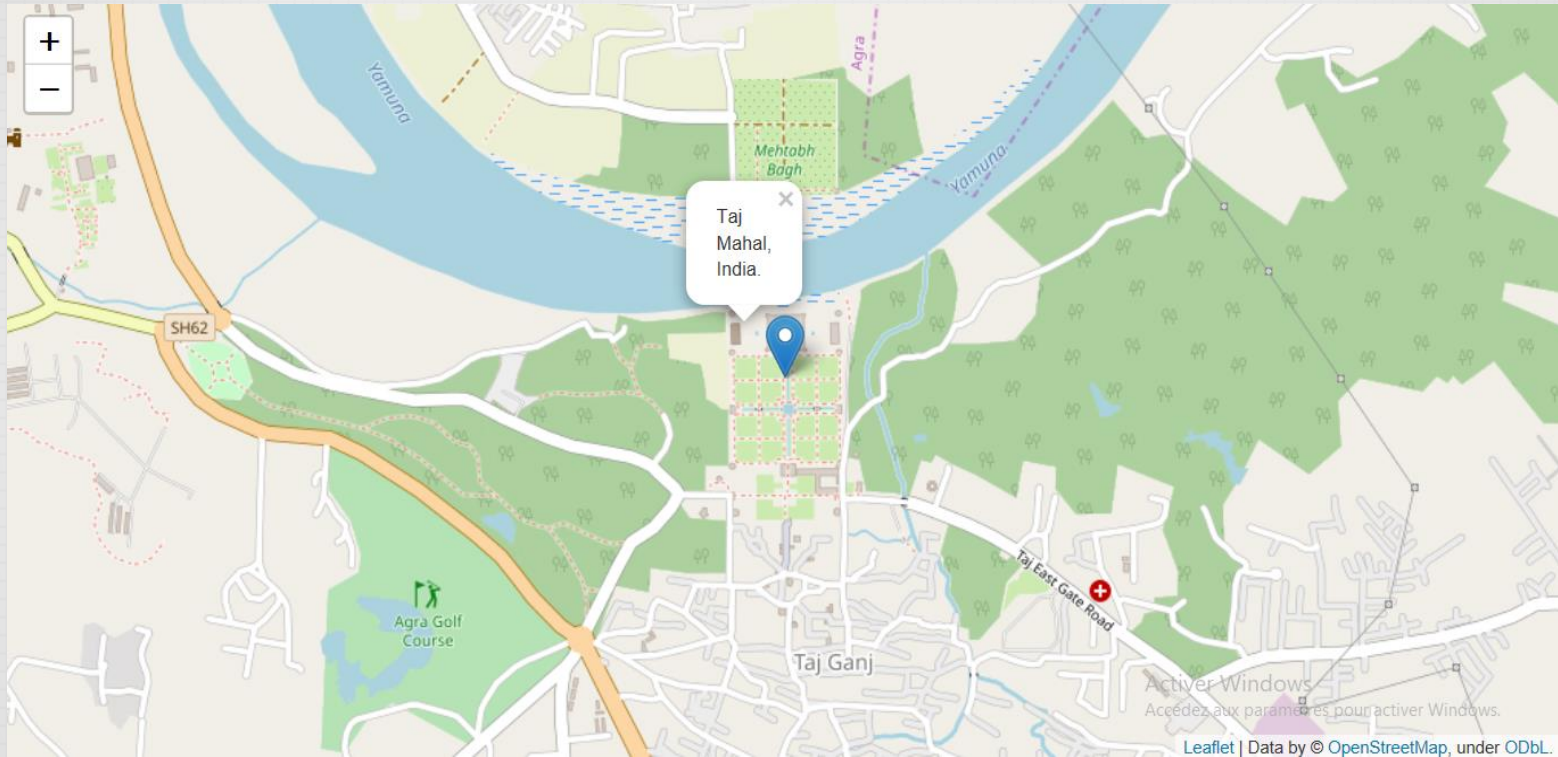 +
−
Yamuna
Agra
Mehtabh
Bagh
Yamuna
×
Taj
Mahal,
India.
SH62
Agra Golf
Course
Taj East Gate Road
Taj Ganj
Activer Windows
Accédez aux paramètres pour activer Windows.
Leaflet | Data by © OpenStreetMap, under ODbL.